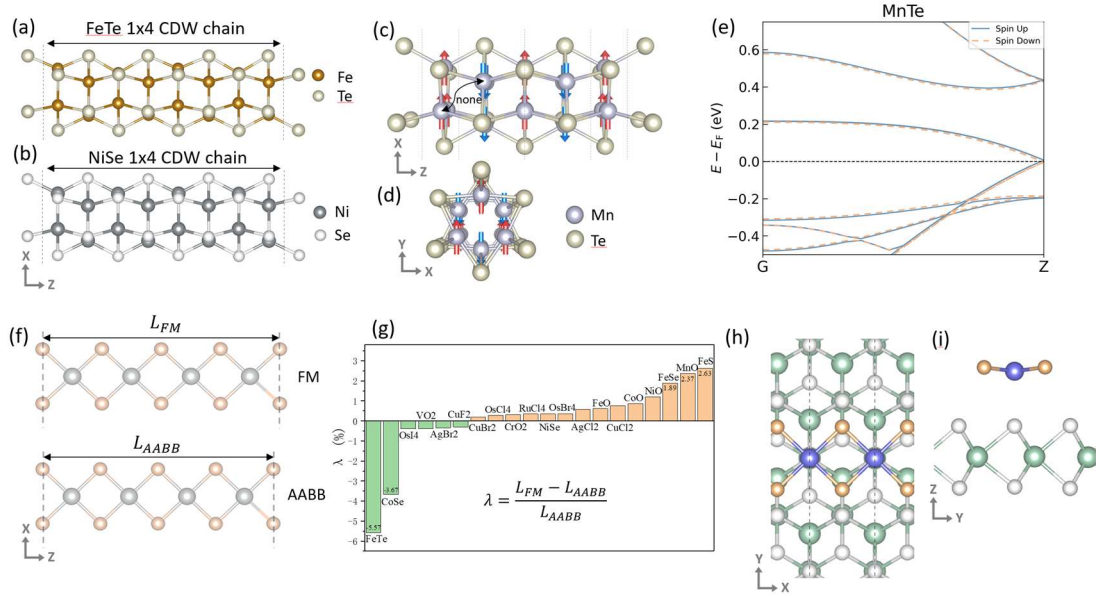 (a)
FeTe 1x4 CDW chain
Fe
Te
(b)
NiSe 1x4 CDW chain
Ni
Se
X
Z
(c)
none
X
Z
(d)
Mn
Te
Y
X
(e)
MnTe
Spin Up
Spin Down
0.6
0.4
0.2
0.0
−0.2
−0.4
E − E_F (eV)
G
Z
(f)
L_FM
FM
L_AABB
AABB
X
Z
(g)
3
2
1
0
-1
-2
-3
-4
-5
-6
λ (%)
-5.57
FeTe
-3.67
CoSe
OsI4
VO2
AgBr2
CuF2
CuBr2
OsCl4
CrO2
RuCl4
NiSe
OsBr4
AgCl2
FeO
CuCl2
CoO
NiO
FeSe
1.89
MnO
2.37
FeS
2.63
λ = (L_FM − L_AABB) / L_AABB
(h)
Y
X
(i)
Z
Y